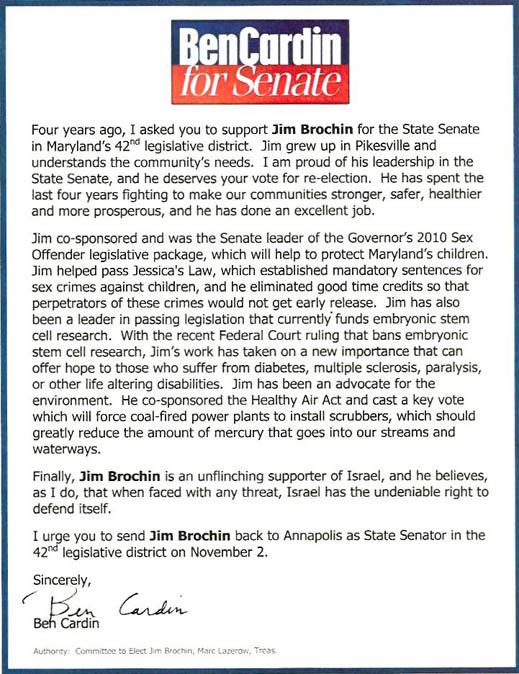 BenCardin
for Senate
Four years ago, I asked you to support Jim Brochin for the State Senate
in Maryland's 42nd legislative district. Jim grew up in Pikesville and
understands the community's needs. I am proud of his leadership in the
State Senate, and he deserves your vote for re-election. He has spent the
last four years fighting to make our communities stronger, safer, healthier
and more prosperous, and he has done an excellent job.
Jim co-sponsored and was the Senate leader of the Governor's 2010 Sex
Offender legislative package, which will help to protect Maryland's children.
Jim helped pass Jessica's Law, which established mandatory sentences for
sex crimes against children, and he eliminated good time credits so that
perpetrators of these crimes would not get early release. Jim has also
been a leader in passing legislation that currently funds embryonic stem
cell research. With the recent Federal Court ruling that bans embryonic
stem cell research, Jim's work has taken on a new importance that can
offer hope to those who suffer from diabetes, multiple sclerosis, paralysis,
or other life altering disabilities. Jim has been an advocate for the
environment. He co-sponsored the Healthy Air Act and cast a key vote
which will force coal-fired power plants to install scrubbers, which should
greatly reduce the amount of mercury that goes into our streams and
waterways.
Finally, Jim Brochin is an unflinching supporter of Israel, and he believes,
as I do, that when faced with any threat, Israel has the undeniable right to
defend itself.
I urge you to send Jim Brochin back to Annapolis as State Senator in the
42nd legislative district on November 2.
Sincerely,
Ben Cardin
Ben Cardin
Authority: Committee to Elect Jim Brochin, Marc Lazerow, Treas.